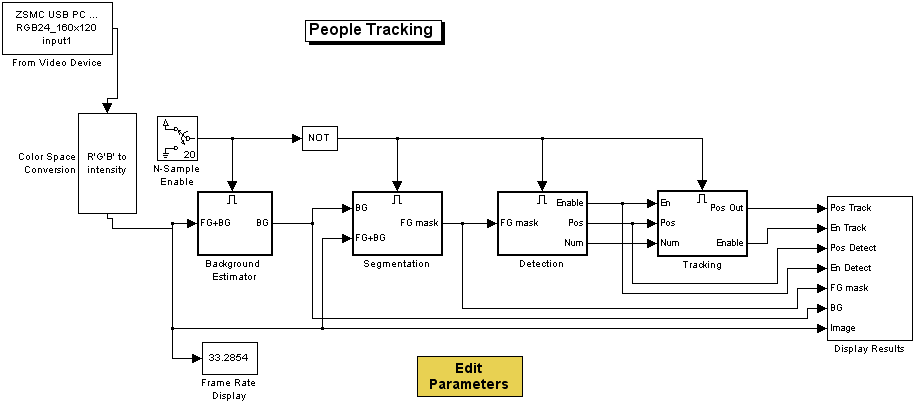 ZSMC USB PC ...
RGB24_160x120
input1
From Video Device
People Tracking
Color Space
Conversion
R'G'B' to
intensity
20
N-Sample
Enable
NOT
FG+BG
BG
Background
Estimator
BG
FG+BG
FG mask
Segmentation
FG mask
Enable
Pos
Num
Detection
En
Pos
Num
Pos Out
Enable
Tracking
Pos Track
En Track
Pos Detect
En Detect
FG mask
BG
Image
Display Results
33.2854
Frame Rate
Display
Edit
Parameters